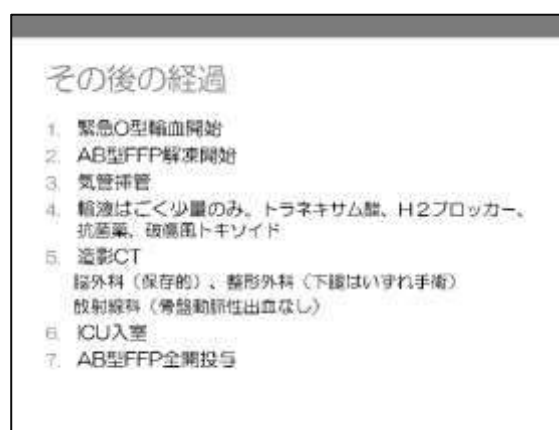 その後の経過
1. 緊急O型輸血開始
2. AB型FFP解凍開始
3. 気管挿管
4. 輸液はごく少量のみ、トラネキサム酸、H2ブロッカー、
抗菌薬、破傷風トキソイド
5. 造影CT
脳外科（保存的）、整形外科（下腿はいずれ手術）
放射線科（骨盤動脈性出血なし）
6. ICU入室
7. AB型FFP全開投与